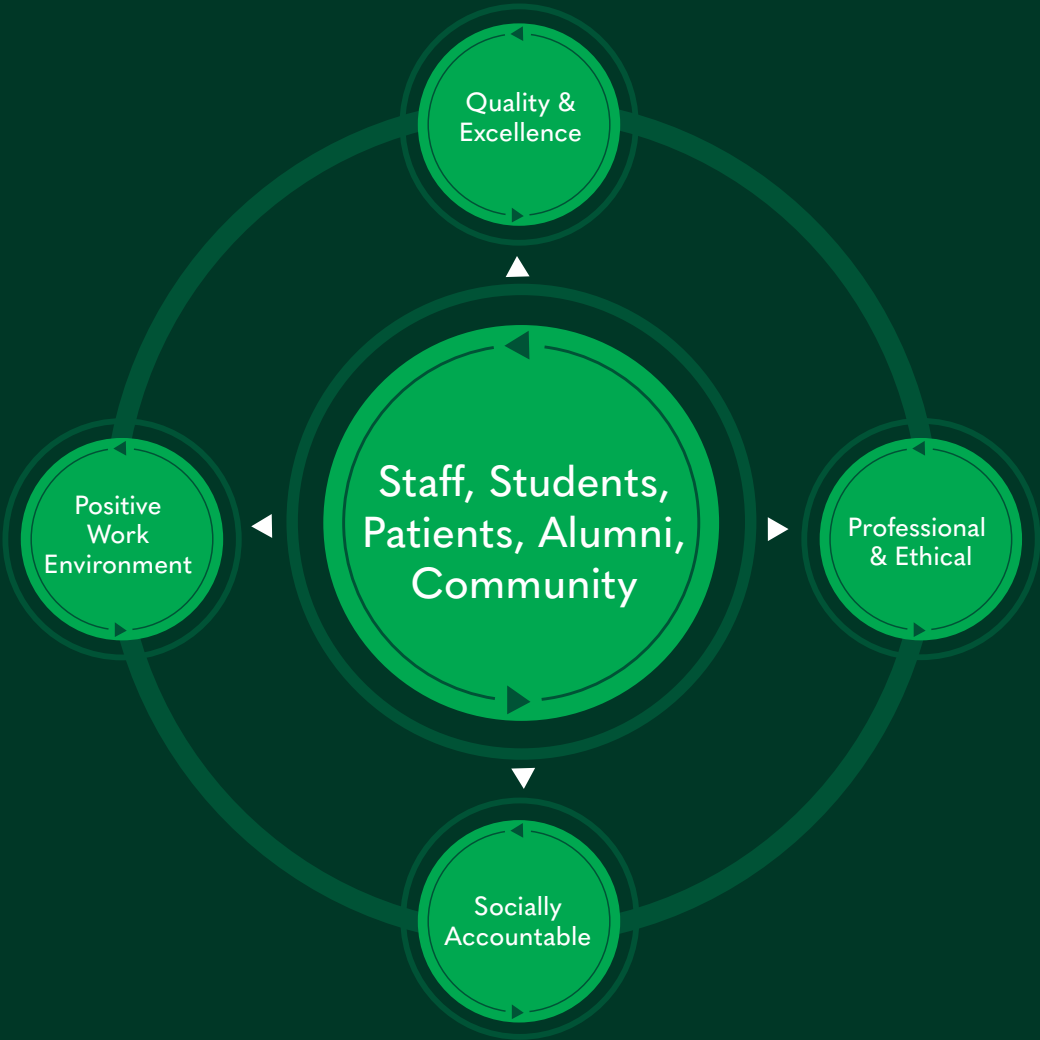 Quality &
Excellence
Positive
Work
Environment
Staff, Students,
Patients, Alumni,
Community
Professional
& Ethical
Socially
Accountable